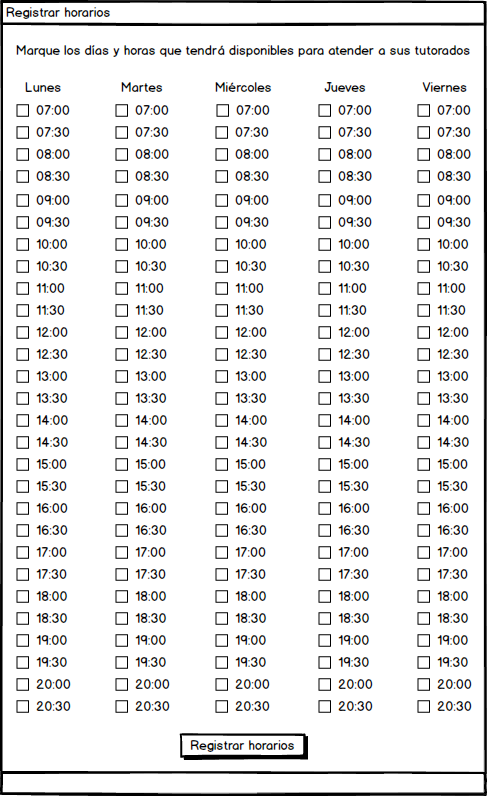 Registrar horarios
Marque los días y horas que tendrá disponibles para atender a sus tutorados
Lunes Martes Miércoles Jueves Viernes
07:00 07:00 07:00 07:00 07:00
07:30 07:30 07:30 07:30 07:30
08:00 08:00 08:00 08:00 08:00
08:30 08:30 08:30 08:30 08:30
09:00 09:00 09:00 09:00 09:00
09:30 09:30 09:30 09:30 09:30
10:00 10:00 10:00 10:00 10:00
10:30 10:30 10:30 10:30 10:30
11:00 11:00 11:00 11:00 11:00
11:30 11:30 11:30 11:30 11:30
12:00 12:00 12:00 12:00 12:00
12:30 12:30 12:30 12:30 12:30
13:00 13:00 13:00 13:00 13:00
13:30 13:30 13:30 13:30 13:30
14:00 14:00 14:00 14:00 14:00
14:30 14:30 14:30 14:30 14:30
15:00 15:00 15:00 15:00 15:00
15:30 15:30 15:30 15:30 15:30
16:00 16:00 16:00 16:00 16:00
16:30 16:30 16:30 16:30 16:30
17:00 17:00 17:00 17:00 17:00
17:30 17:30 17:30 17:30 17:30
18:00 18:00 18:00 18:00 18:00
18:30 18:30 18:30 18:30 18:30
19:00 19:00 19:00 19:00 19:00
19:30 19:30 19:30 19:30 19:30
20:00 20:00 20:00 20:00 20:00
20:30 20:30 20:30 20:30 20:30
Registrar horarios